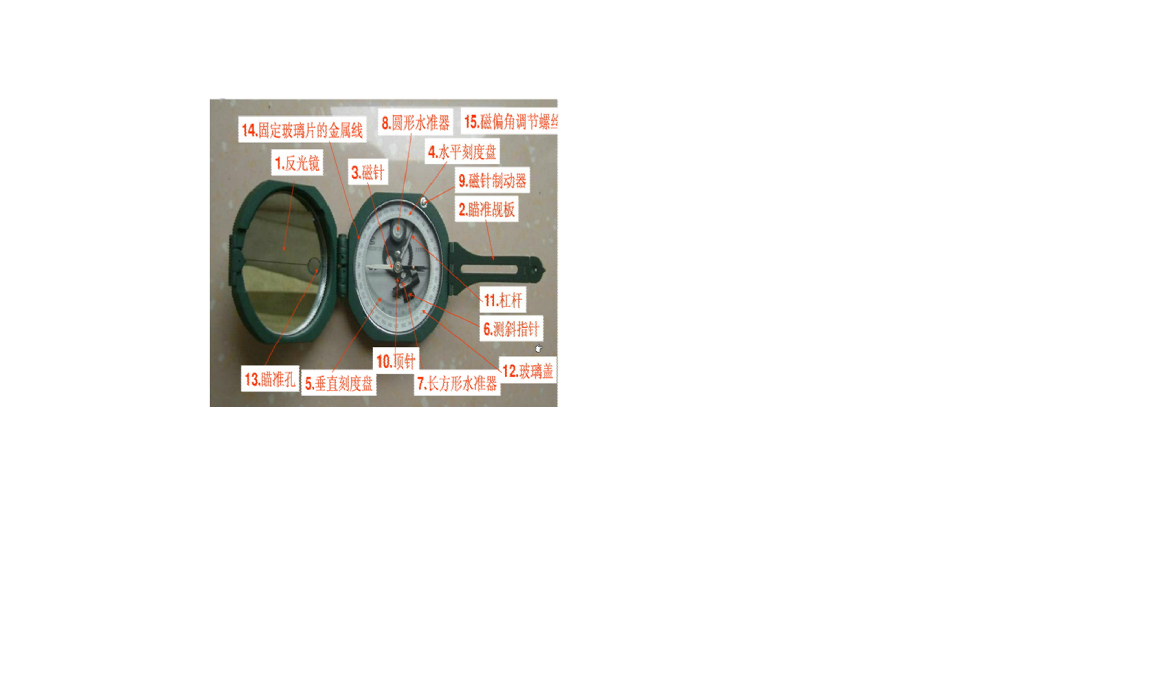 8.圆形水准器
15.磁偏角调节螺丝
14.固定玻璃片的金属线
4.水平刻度盘
1.反光镜
3.磁针
9.磁针制动器
2.瞄准觇板
11.杠杆
6.测斜指针
10.顶针
12.玻璃盖
13.瞄准孔
5.垂直刻度盘
7.长方形水准器